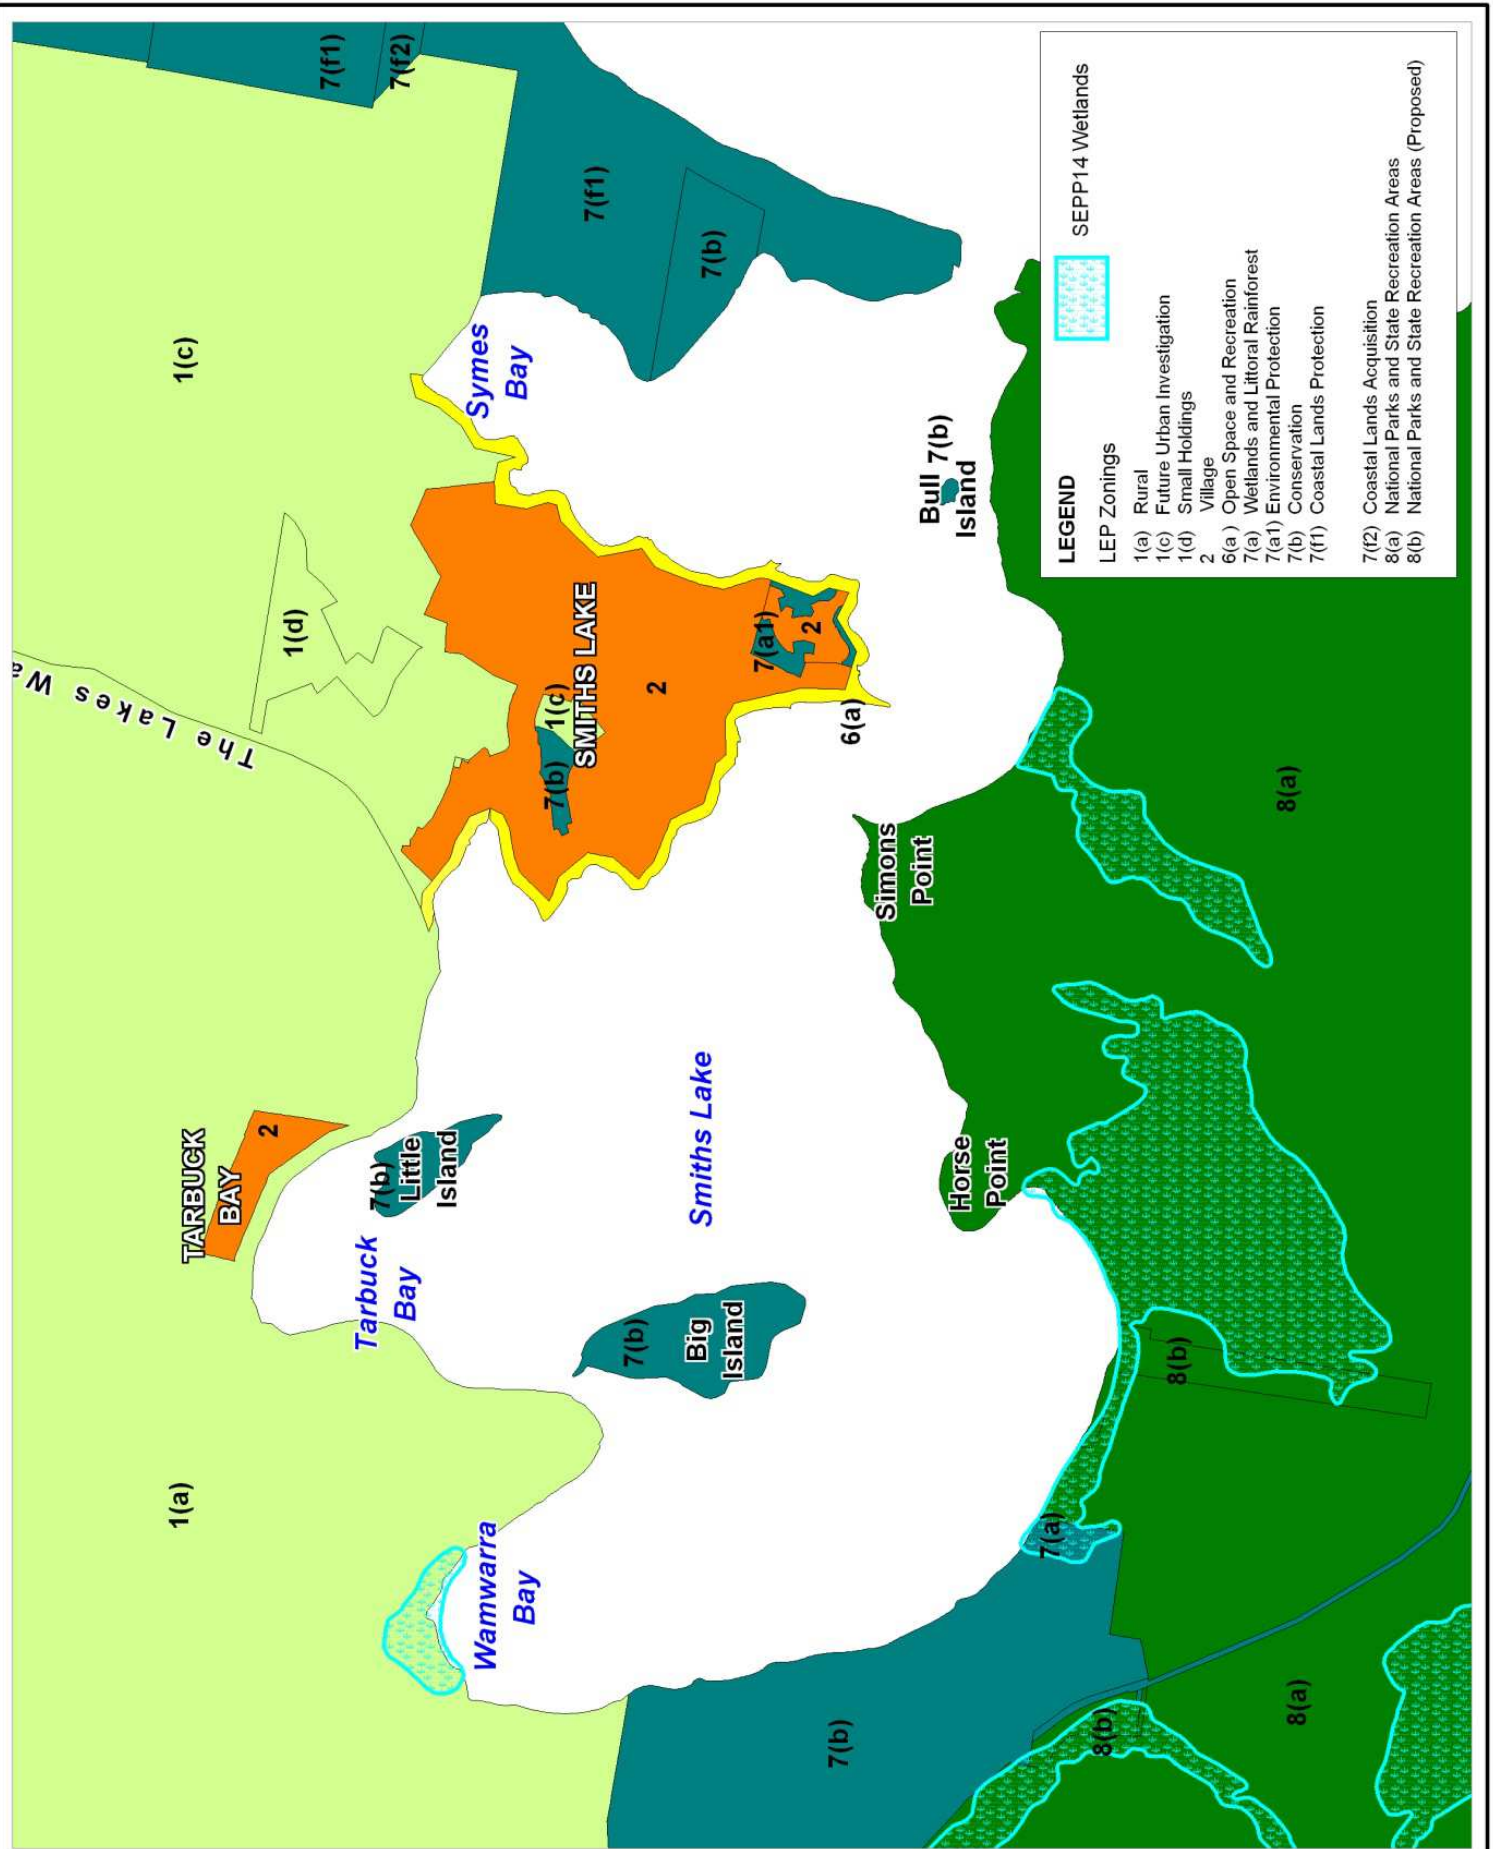 The Lakes Wa
1(a)
1(c)
TARBUCK
BAY
2
1(d)
7(f1)
7(f2)
Tarbuck
Bay
7(b)
Little
Island
Symes
Bay
Wamwarra
Bay
7(b)
1(c)
SMITHS LAKE
2
7(f1)
7(b)
7(b)
Big
Island
Smiths Lake
7(a1)
2
6(a)
7(b)
Simons
Point
Bull 7(b)
Island
Horse
Point
7(a)
8(b)
8(b)
8(a)
8(a)
LEGEND
LEP Zonings
SEPP14 Wetlands
1(a) Rural
1(c) Future Urban Investigation
1(d) Small Holdings
2 Village
6(a ) Open Space and Recreation
7(a) Wetlands and Littoral Rainforest
7(a1) Environmental Protection
7(b) Conservation
7(f1) Coastal Lands Protection
7(f2) Coastal Lands Acquisition
8(a) National Parks and State Recreation Areas
8(b) National Parks and State Recreation Areas (Proposed)